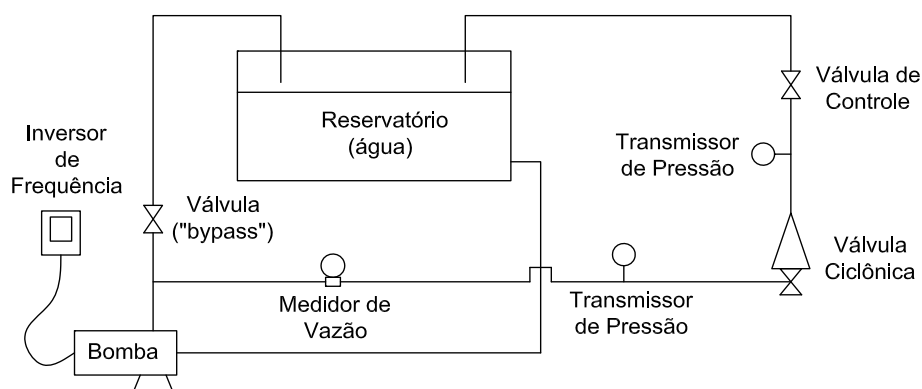 Reservatório
(água)
Inversor
de
Frequência
Válvula
("bypass")
Bomba
Medidor de
Vazão
Transmissor
de Pressão
Válvula de
Controle
Transmissor
de Pressão
Válvula
Ciclônica